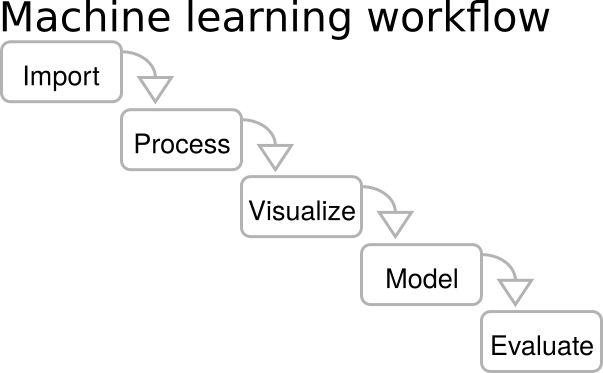 Machine learning workflow
Import
Process
Visualize
Model
Evaluate